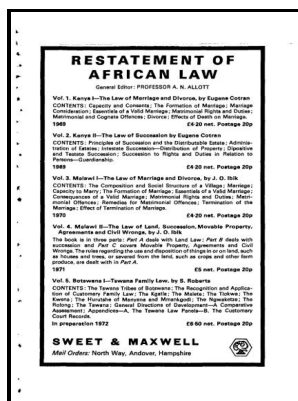 RESTATEMENT OF
AFRICAN LAW
General Editor: PROFESSOR A. N. ALLOTT
Vol. 1. Kenya I—The Law of Marriage and Divorce, by Eugene Cotran
CONTENTS: Capacity and Consents; The Formation of Marriage; Marriage
Consideration; Essentials of a Valid Marriage; Matrimonial Rights and Duties;
Matrimonial and Cognate Offences; Divorce; Effects of Death on Marriage.
1968 £4·20 net. Postage 20p
Vol. 2. Kenya II—The Law of Succession by Eugene Cotran
CONTENTS: Principles of Succession and the Distributable Estate; Adminis-
tration of Estates; Intestate Succession—Distribution of Property; Dispositive
and Testate Succession; Succession to Rights and Duties in Relation to
Persons—Guardianship.
1969 £4·20 net. Postage 20p
Vol. 3. Malawi I—The Law of Marriage and Divorce, by J. O. Ibik
CONTENTS: The Composition and Social Structure of a Village; Marriage;
Capacity to Marry; The Formation of Marriage; Essentials of a Valid Marriage;
Consequences of a Valid Marriage; Matrimonial Rights and Duties; Matri-
monial Offences; Remedies for Matrimonial Offences; Termination of the
Marriage; Effect of Termination of Marriage.
1970 £4·20 net. Postage 20p
Vol. 4. Malawi II—The Law of Land, Succession, Movable Property,
Agreements and Civil Wrongs, by J. O. Ibik
The book is in three parts: Part A deals with Land Law; Part B deals with
succession and Part C covers Movable Property, Agreements and Civil
Wrongs. The rules regarding the use and disposition of things in or on land, such
as houses and trees, or severed from the land, such as crops and other farm
produce, are dealt with in Part A.
1971 £5 net. Postage 20p
Vol. 5. Botswana I—Tswana Family Law, by S. Roberts
CONTENTS: The Tswana Tribes of Botswana; The Recognition and Applica-
tion of Customary Family Law; The Kgatla; The Malete; The Tlokwa; The
Kwena; The Hurutshe of Manyana and Mmankgodi; The Ngwaketse; The
Rolong; The Tawana; General Directions of Development—A Comparative
Assessment; Appendices—A, The Tswana Law Panels—B. The Customary
Court Records.
In preparation 1972 £6·60 net. Postage 20p
SWEET & MAXWELL
Mail Orders: North Way, Andover, Hampshire